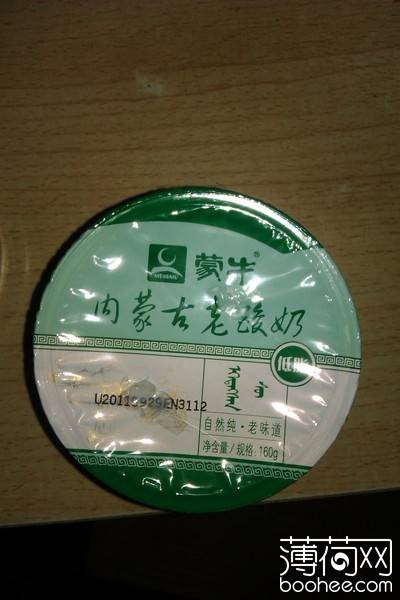 MENGNIU
蒙牛®
内蒙古老酸奶
低脂
U20110929EN3112
自然纯·老味道
净含量/规格:160g
薄荷网
boohee.com